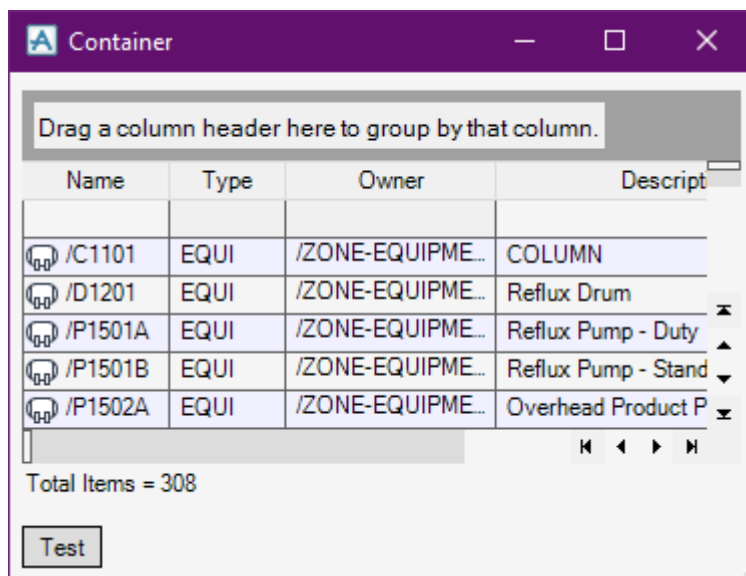 Container
Drag a column header here to group by that column.
Name Type Owner Descript
/C1101 EQUI /ZONE-EQUIPME... COLUMN
/D1201 EQUI /ZONE-EQUIPME... Reflux Drum
/P1501A EQUI /ZONE-EQUIPME... Reflux Pump - Duty
/P1501B EQUI /ZONE-EQUIPME... Reflux Pump - Stand
/P1502A EQUI /ZONE-EQUIPME... Overhead Product P
Total Items = 308
Test